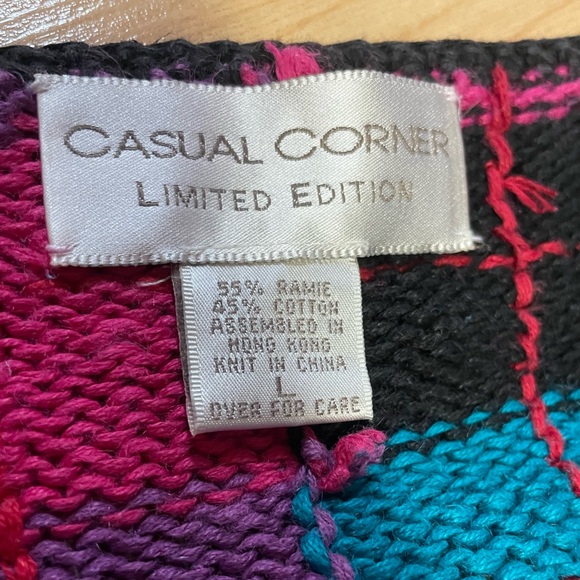 CASUAL CORNER
LIMITED EDITION
55% RAMIE
45% COTTON
ASSEMBLED IN
HONG KONG
KNIT IN CHINA
L
OVER FOR CARE